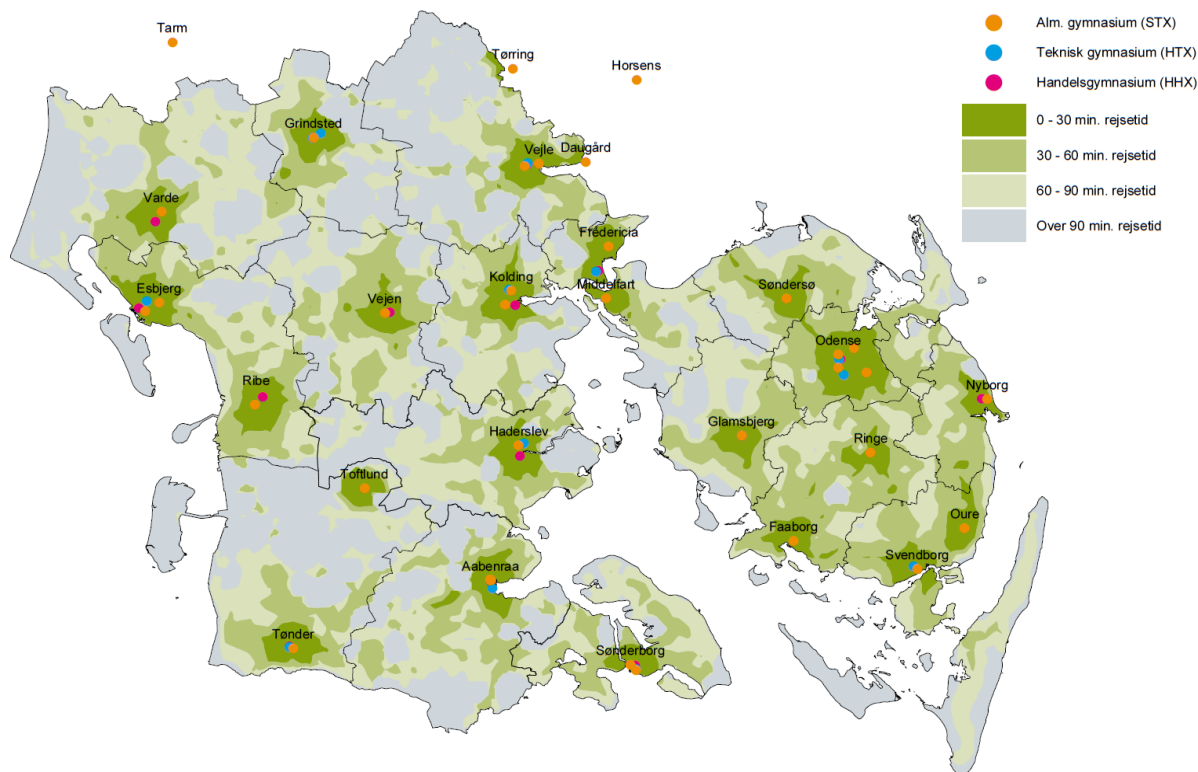 Tarm
Tørring
Horsens
Alm. gymnasium (STX)
Teknisk gymnasium (HTX)
Handelsgymnasium (HHX)
0 - 30 min. rejsetid
30 - 60 min. rejsetid
60 - 90 min. rejsetid
Over 90 min. rejsetid
Grindsted
Vejle
Daugård
Varde
Fredericia
Esbjerg
Vejen
Kolding
Middelfart
Søndersø
Odense
Ribe
Nyborg
Haderslev
Glamsbjerg
Ringe
Toftlund
Oure
Faaborg
Svendborg
Aabenraa
Tønder
Sønderborg